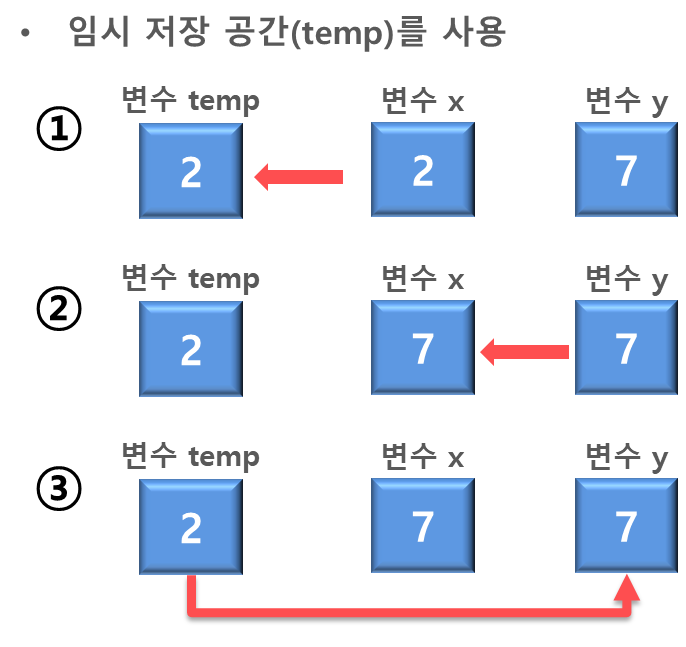 • 임시 저장 공간(temp)를 사용
① 변수 temp 변수 x 변수 y
2 2 7
② 변수 temp 변수 x 변수 y
2 7 7
③ 변수 temp 변수 x 변수 y
2 7 7